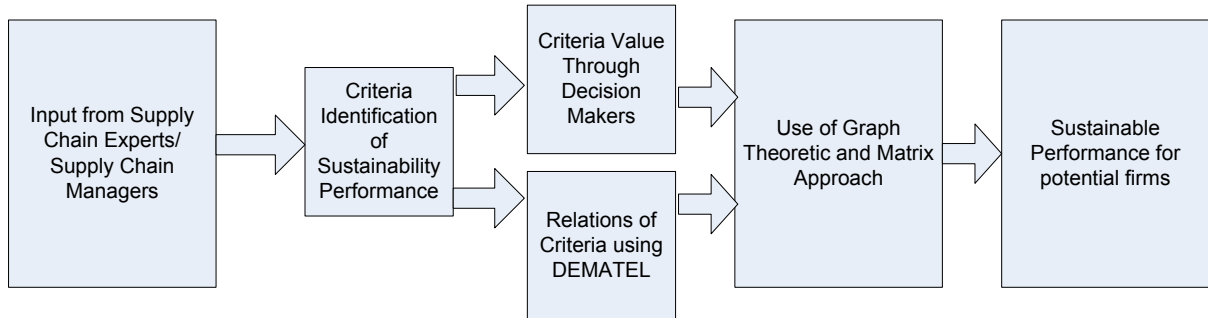 Input from Supply
Chain Experts/
Supply Chain
Managers
Criteria
Identification
of
Sustainability
Performance
Criteria Value
Through
Decision
Makers
Relations of
Criteria using
DEMATEL
Use of Graph
Theoretic and Matrix
Approach
Sustainable
Performance for
potential firms